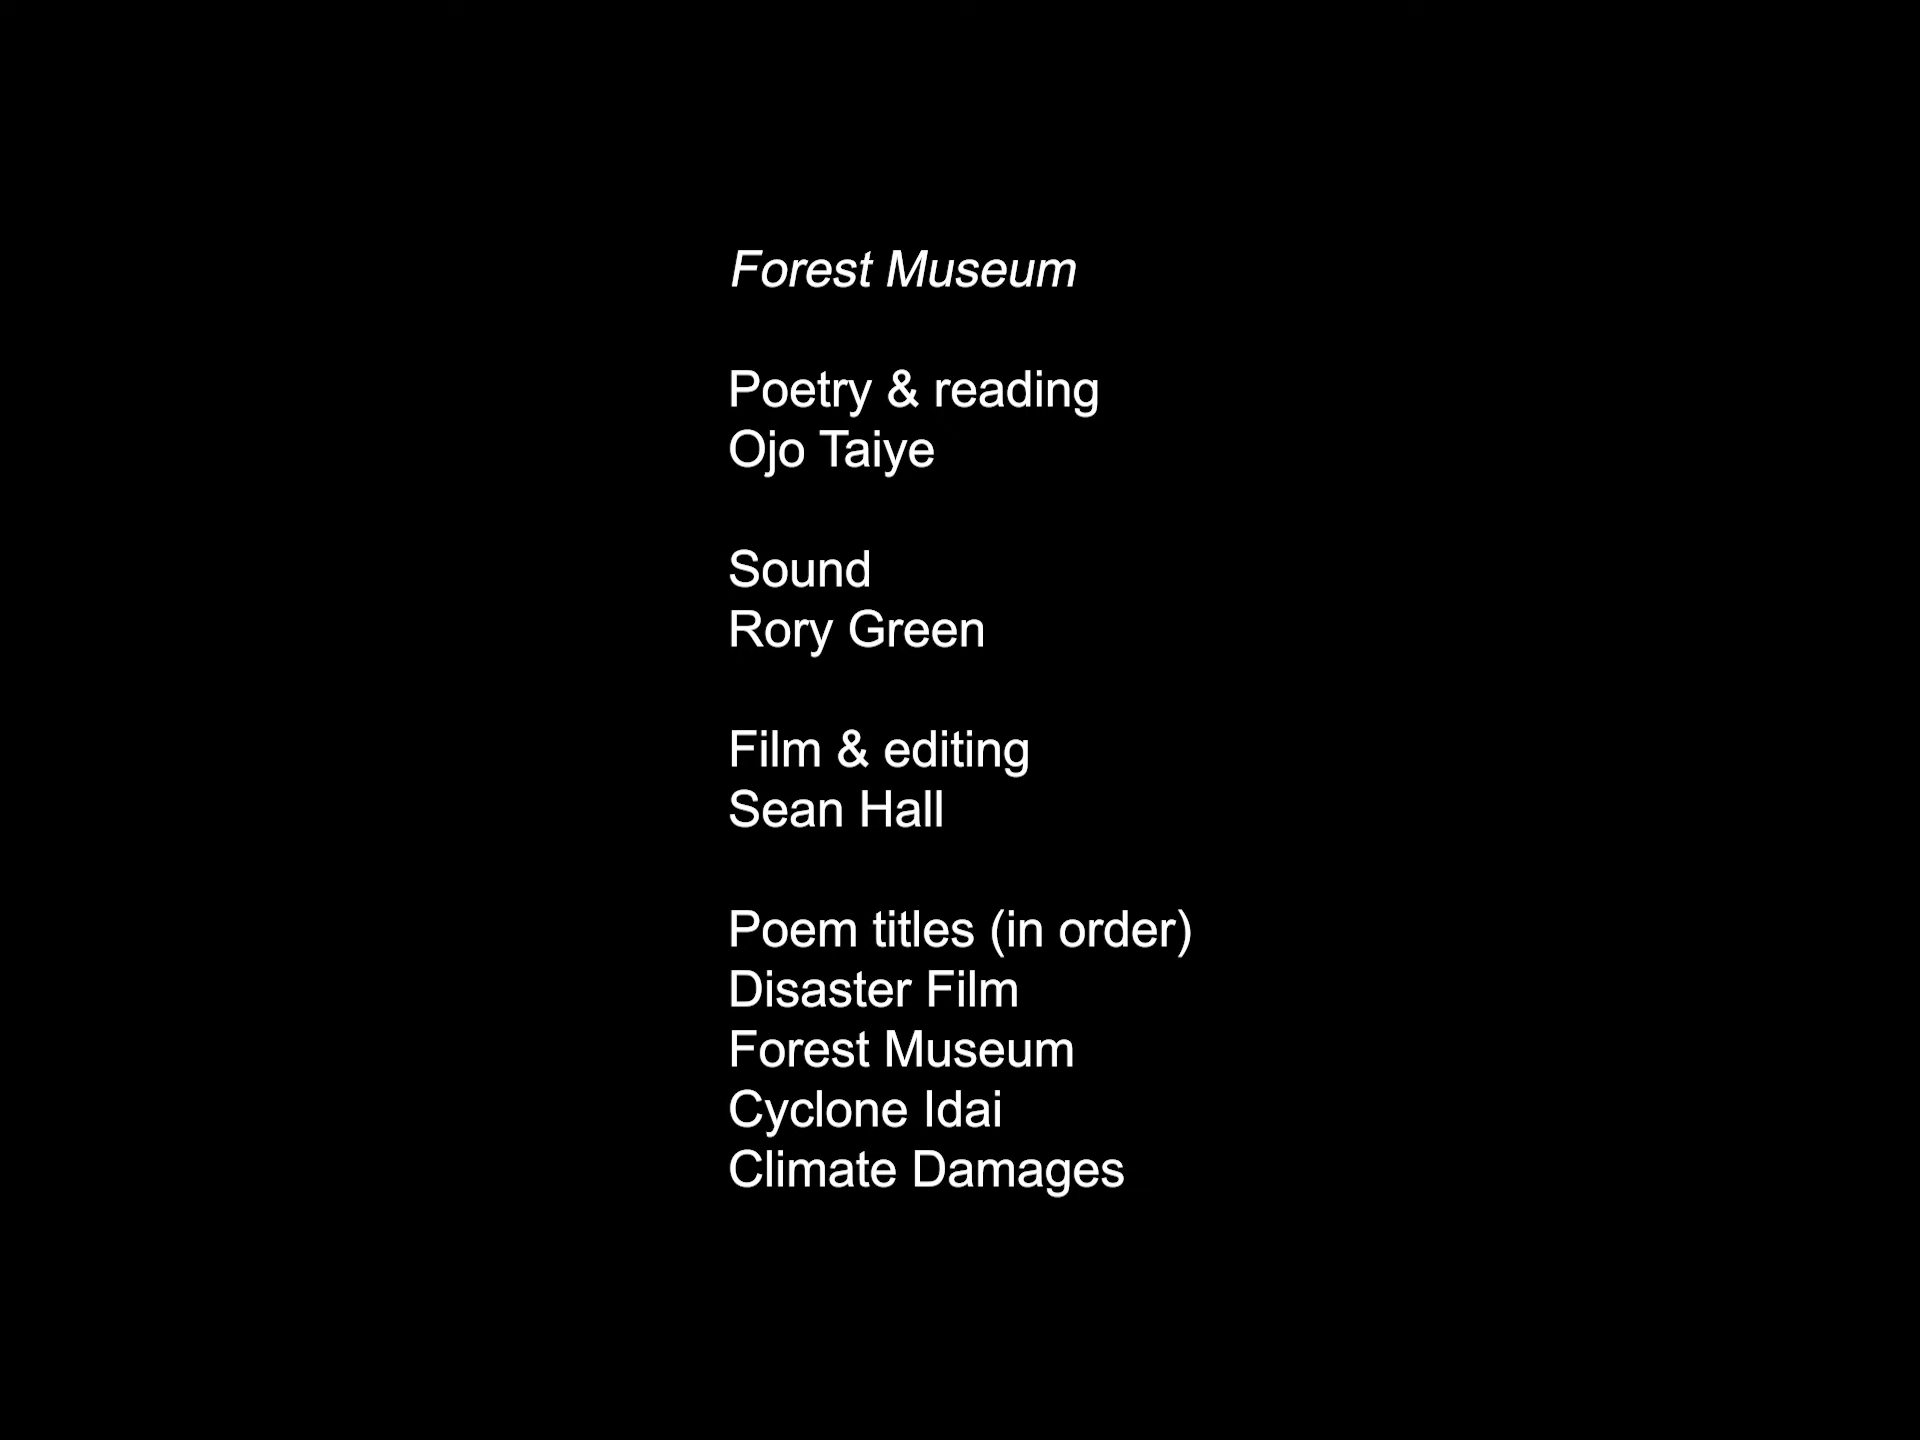 Forest Museum
Poetry & reading
Ojo Taiye
Sound
Rory Green
Film & editing
Sean Hall
Poem titles (in order)
Disaster Film
Forest Museum
Cyclone Idai
Climate Damages